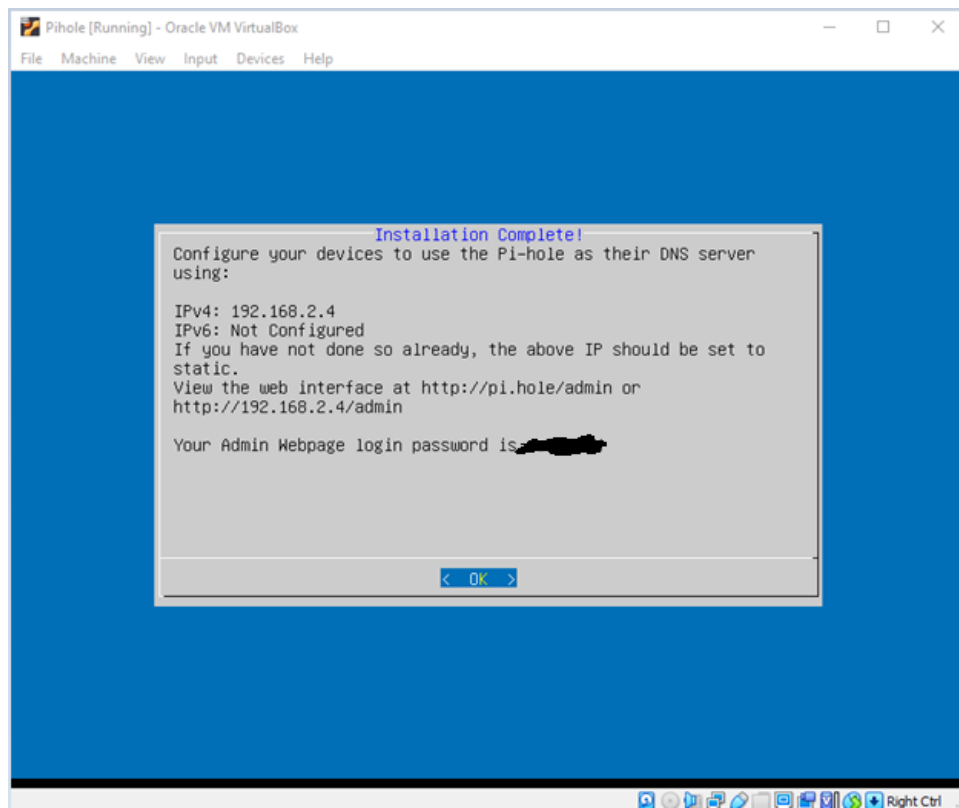 Pihole [Running] - Oracle VM VirtualBox
File Machine View Input Devices Help
Installation Complete!
Configure your devices to use the Pi-hole as their DNS server
using:
IPv4: 192.168.2.4
IPv6: Not Configured
If you have not done so already, the above IP should be set to
static.
View the web interface at http://pi.hole/admin or
http://192.168.2.4/admin
Your Admin Webpage login password is
< OK >
Right Ctrl